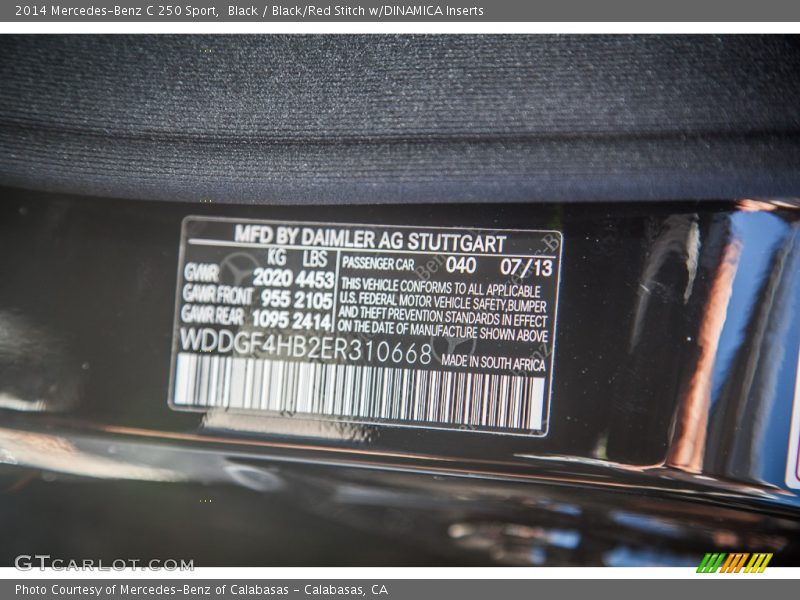 2014 Mercedes-Benz C 250 Sport,  Black / Black/Red Stitch w/DINAMICA Inserts
MFD BY DAIMLER AG STUTTGART
KG LBS
GVWR 2020 4453
GAWR FRONT 955 2105
GAWR REAR 1095 2414
PASSENGER CAR 040 07/13
THIS VEHICLE CONFORMS TO ALL APPLICABLE
U.S. FEDERAL MOTOR VEHICLE SAFETY,BUMPER
AND THEFT PREVENTION STANDARDS IN EFFECT
ON THE DATE OF MANUFACTURE SHOWN ABOVE
WDDGF4HB2ER310668 MADE IN SOUTH AFRICA
GTCARLOT.COM
Photo Courtesy of Mercedes-Benz of Calabasas - Calabasas, CA